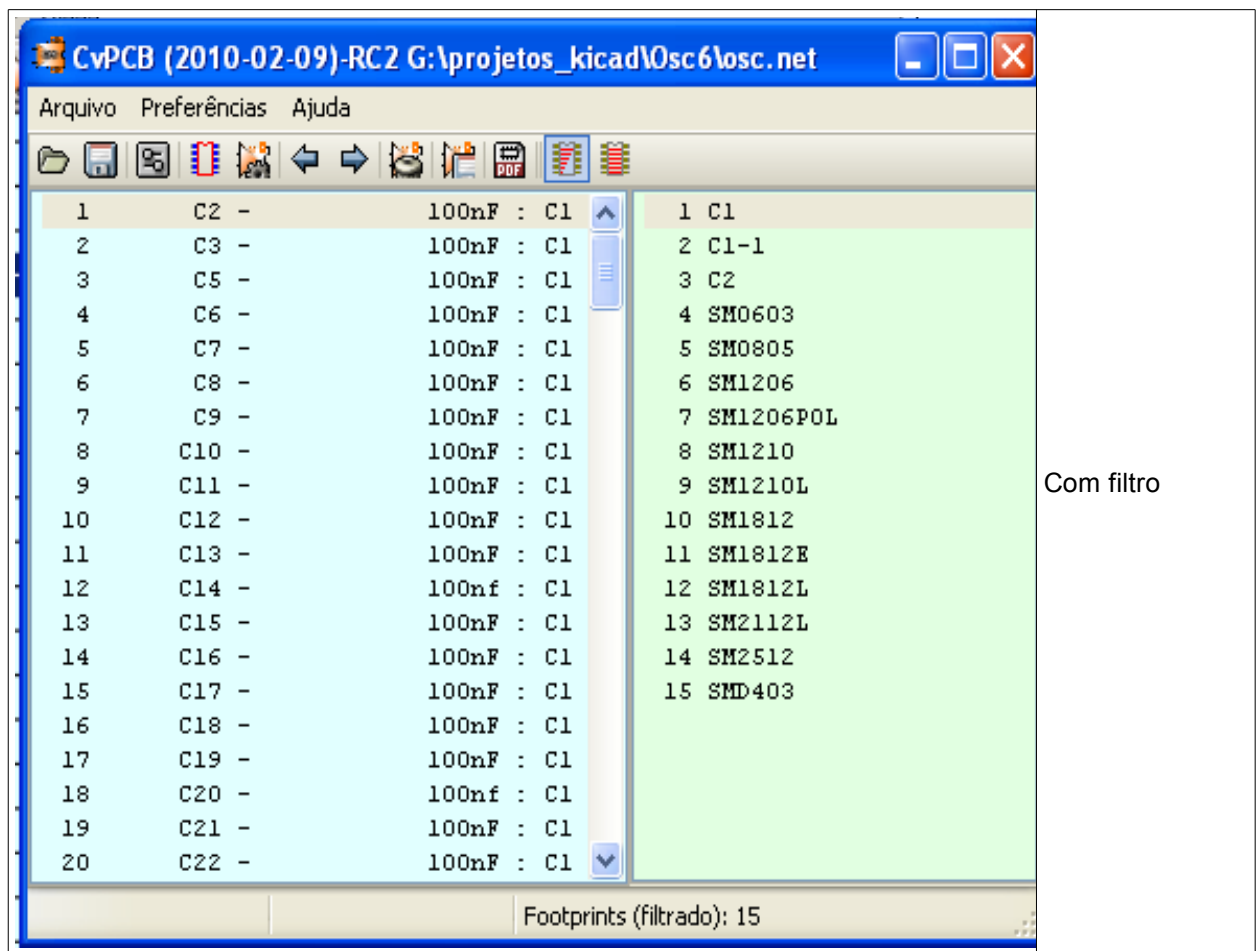 CvPCB (2010-02-09)-RC2 G:\projetos_kicad\Osc6\osc.net
Arquivo Preferências Ajuda
PDF
1 C2 - 100nF : C1
2 C3 - 100nF : C1
3 C5 - 100nF : C1
4 C6 - 100nF : C1
5 C7 - 100nF : C1
6 C8 - 100nF : C1
7 C9 - 100nF : C1
8 C10 - 100nF : C1
9 C11 - 100nF : C1
10 C12 - 100nF : C1
11 C13 - 100nF : C1
12 C14 - 100nf : C1
13 C15 - 100nF : C1
14 C16 - 100nF : C1
15 C17 - 100nF : C1
16 C18 - 100nF : C1
17 C19 - 100nF : C1
18 C20 - 100nf : C1
19 C21 - 100nF : C1
20 C22 - 100nF : C1
1 C1
2 C1-1
3 C2
4 SM0603
5 SM0805
6 SM1206
7 SM1206POL
8 SM1210
9 SM1210L
10 SM1812
11 SM1812E
12 SM1812L
13 SM2112L
14 SM2512
15 SMD403
Footprints (filtrado): 15
Com filtro